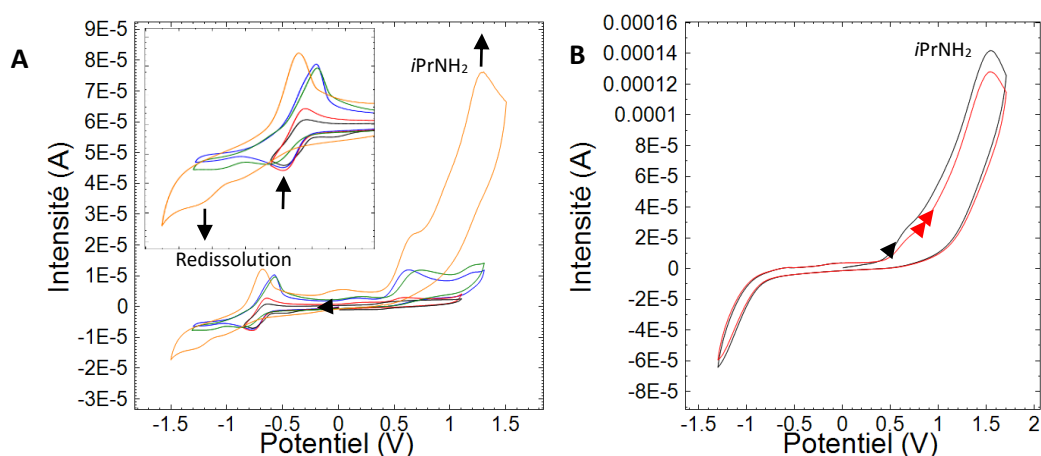 A
9E-5
8E-5
7E-5
6E-5
5E-5
4E-5
3E-5
2E-5
1E-5
0
-1E-5
-2E-5
-3E-5
Intensité (A)
iPrNH₂
Redissolution
-1.5 -1 -0.5 0 0.5 1 1.5
Potentiel (V)
B
0.00016
0.00014
0.00012
0.0001
8E-5
6E-5
4E-5
2E-5
0
-2E-5
-4E-5
-6E-5
-8E-5
Intensité (A)
iPrNH₂
-1.5 -1 -0.5 0 0.5 1 1.5 2
Potentiel (V)